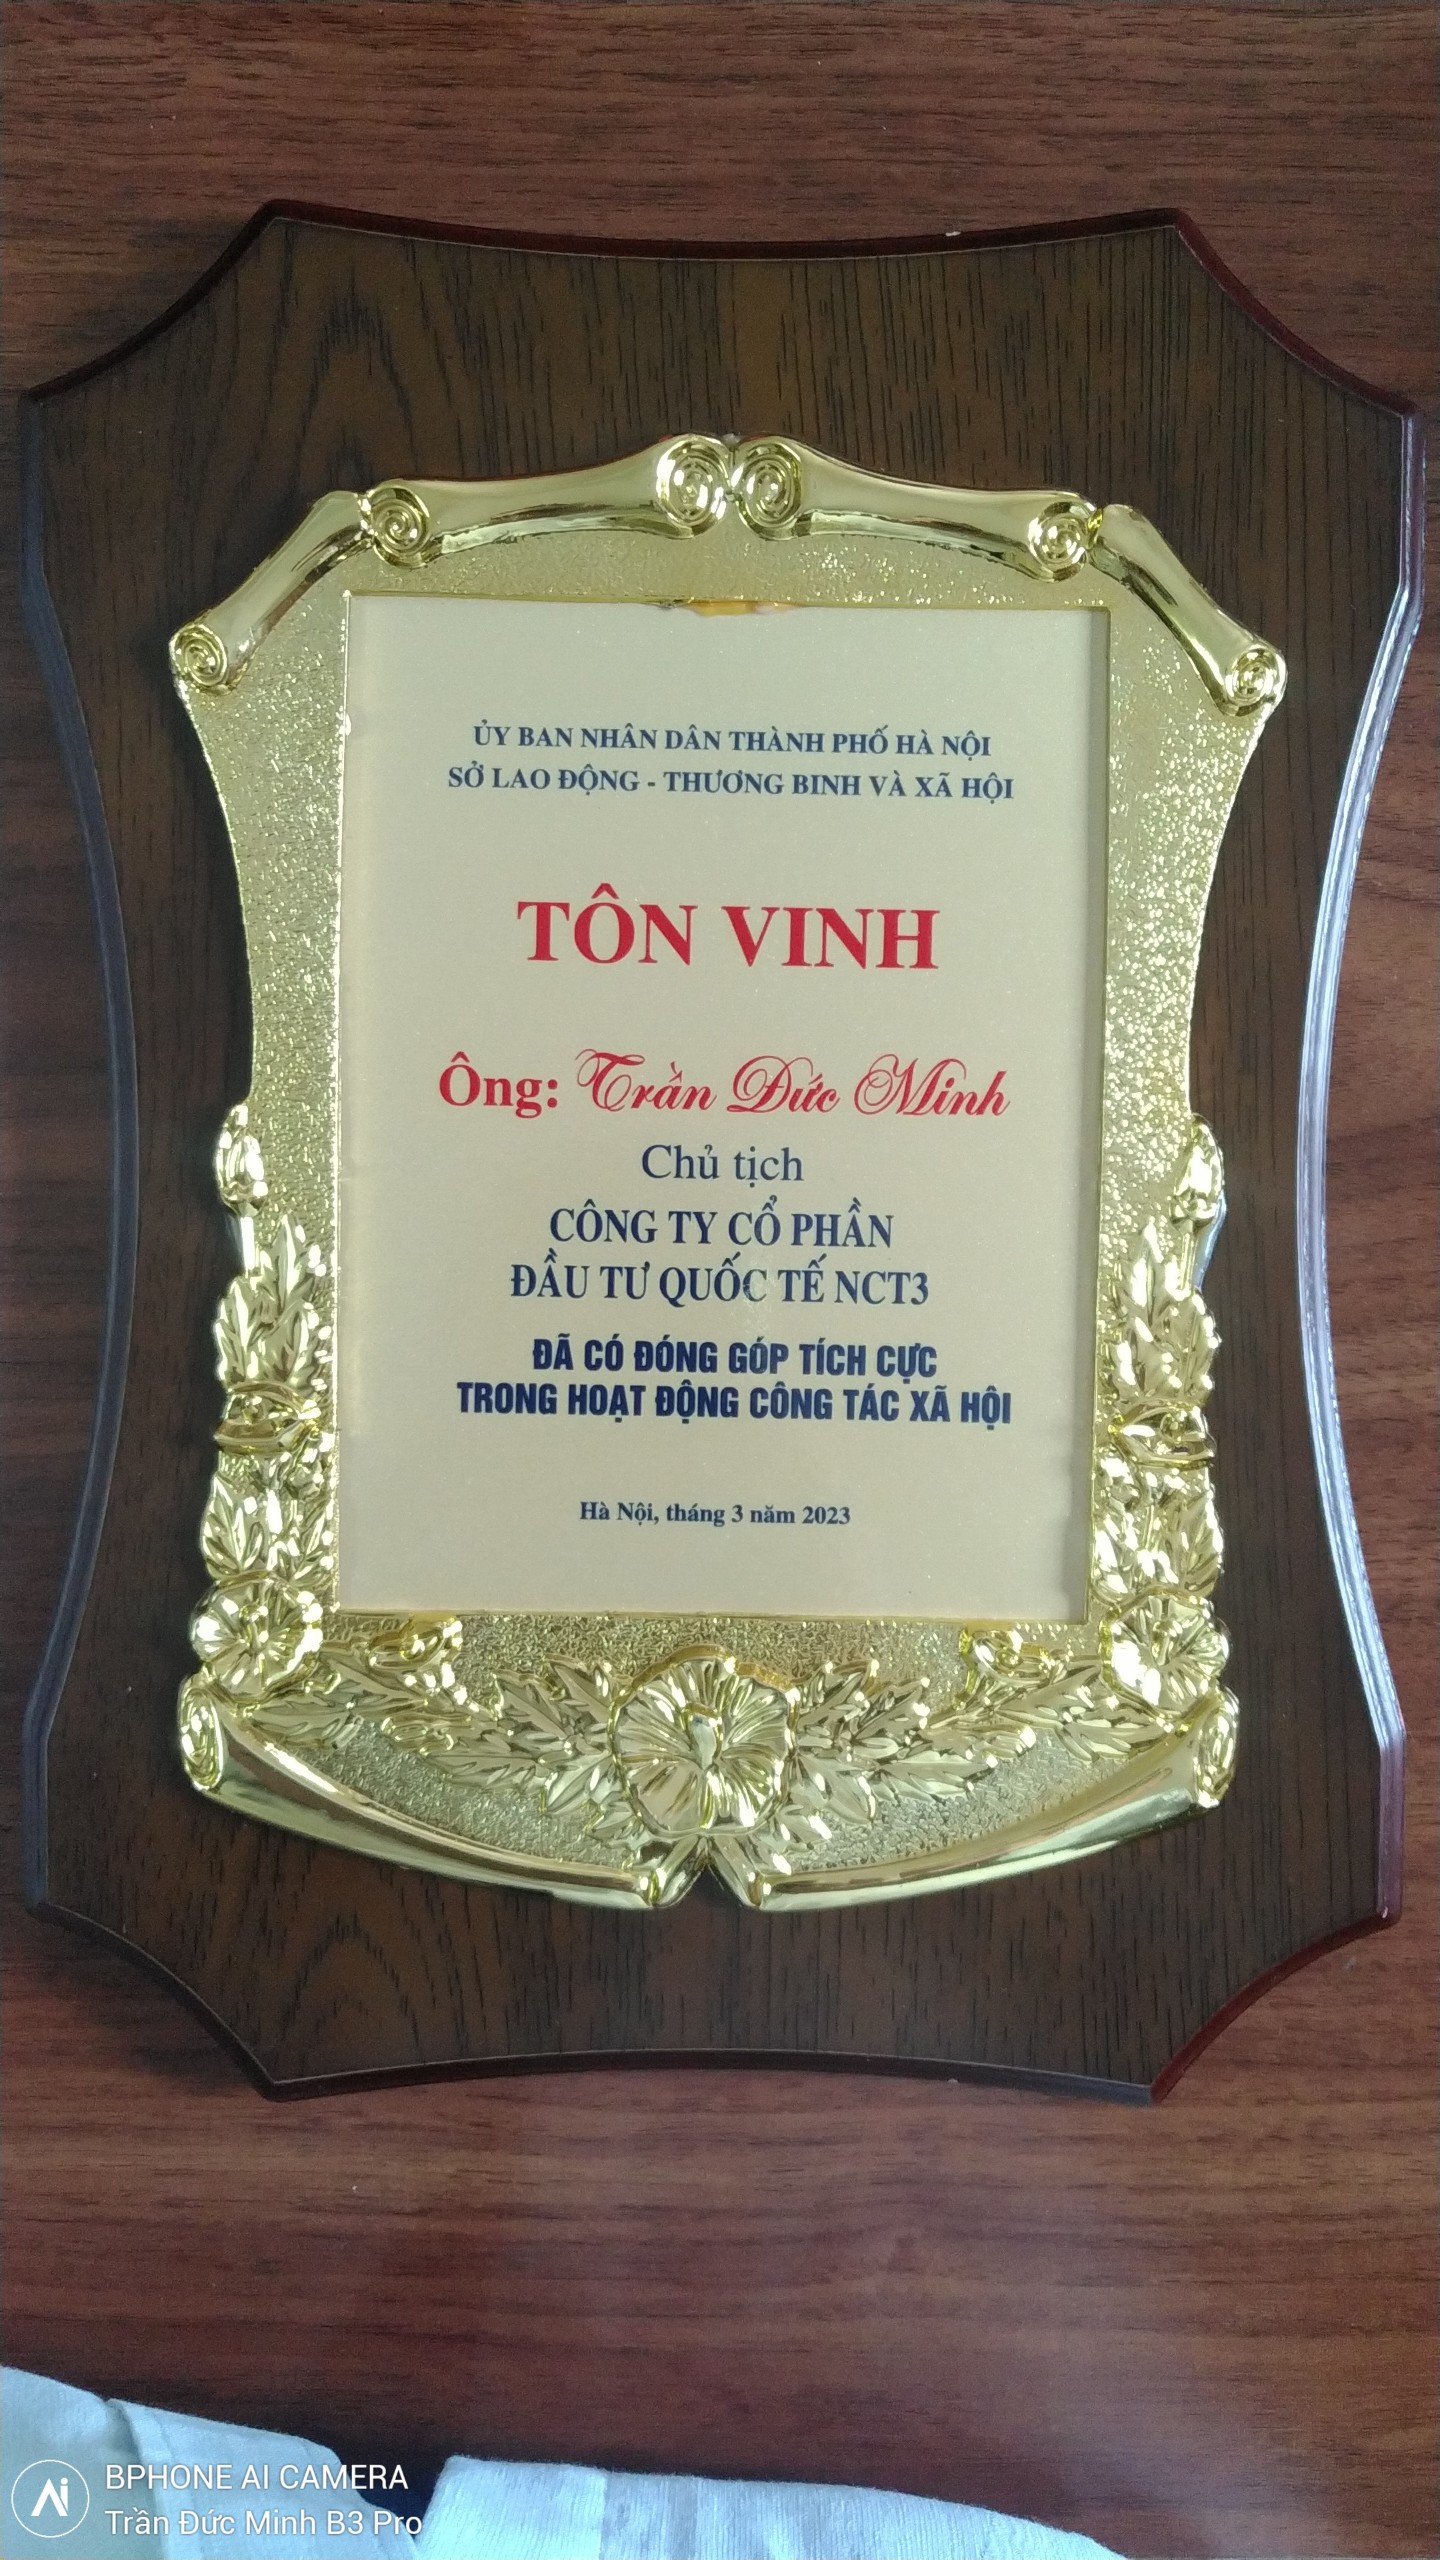 ỦY BAN NHÂN DÂN THÀNH PHỐ HÀ NỘI
SỞ LAO ĐỘNG - THƯƠNG BINH VÀ XÃ HỘI
TÔN VINH
Ông: Trần Đức Minh
Chủ tịch
CÔNG TY CỔ PHẦN
ĐẦU TƯ QUỐC TẾ NCT3
ĐÃ CÓ ĐÓNG GÓP TÍCH CỰC
TRONG HOẠT ĐỘNG CÔNG TÁC XÃ HỘI
Hà Nội, tháng 3 năm 2023
Ai
BPHONE AI CAMERA
Trần Đức Minh B3 Pro